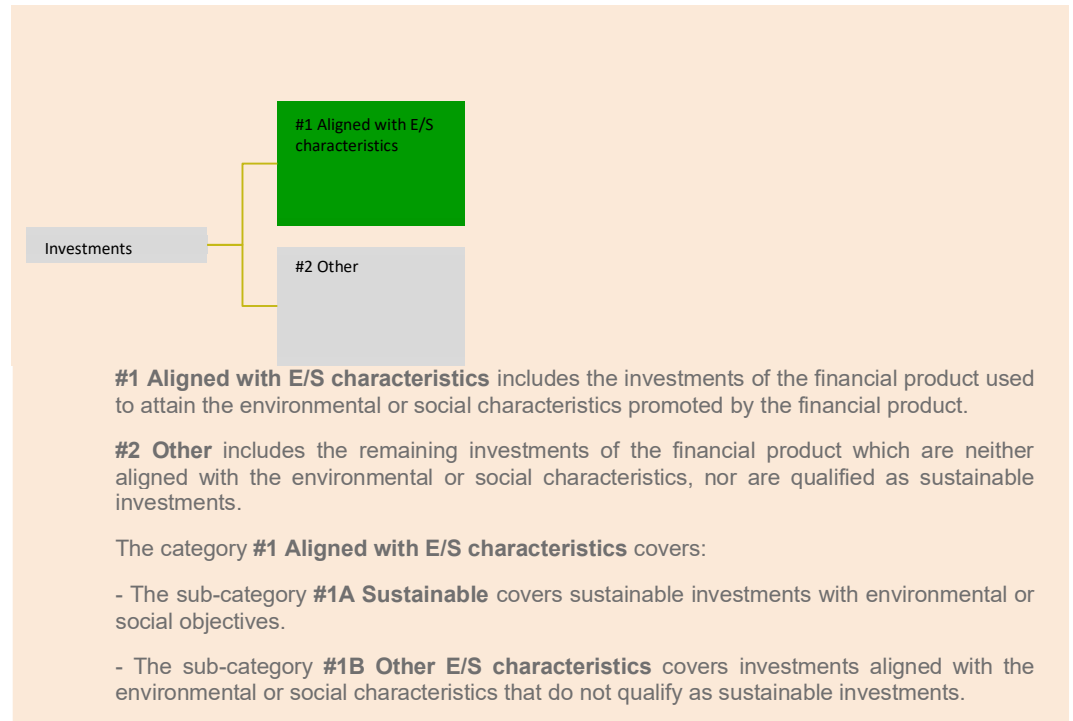 #1 Aligned with E/S
characteristics
Investments
#2 Other
#1 Aligned with E/S characteristics includes the investments of the financial product used
to attain the environmental or social characteristics promoted by the financial product.
#2 Other includes the remaining investments of the financial product which are neither
aligned with the environmental or social characteristics, nor are qualified as sustainable
investments.
The category #1 Aligned with E/S characteristics covers:
- The sub-category #1A Sustainable covers sustainable investments with environmental or
social objectives.
- The sub-category #1B Other E/S characteristics covers investments aligned with the
environmental or social characteristics that do not qualify as sustainable investments.